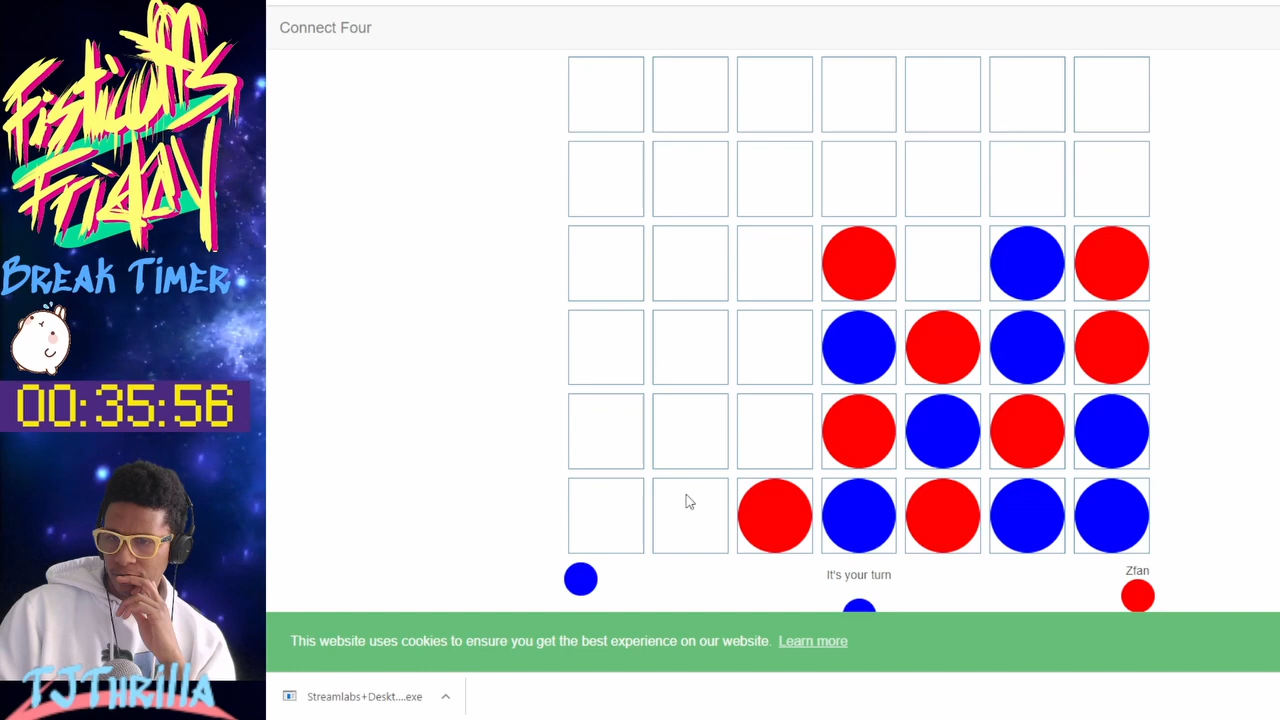 Connect Four
Fisticuffs
Friday
Break Timer
00:35:56
TJThrilla
It's your turn
Zfan
This website uses cookies to ensure you get the best experience on our website. Learn more
Streamlabs+Deskt....exe